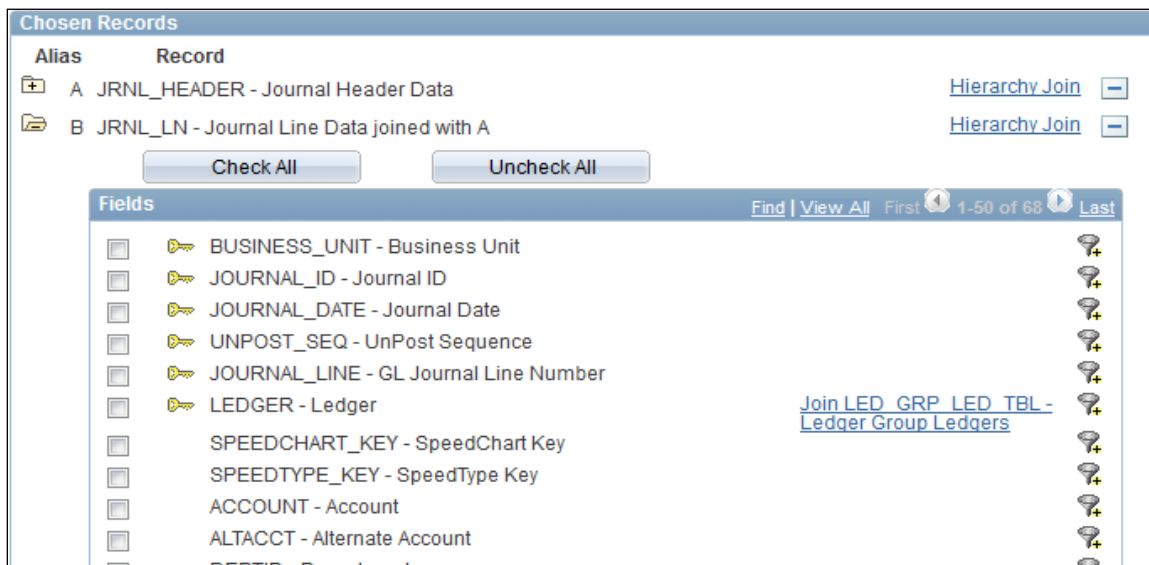 Chosen Records
Alias Record
A JRNL_HEADER - Journal Header Data Hierarchy Join
B JRNL_LN - Journal Line Data joined with A Hierarchy Join
Check All Uncheck All
Fields Find | View All First 1-50 of 68 Last
BUSINESS_UNIT - Business Unit
JOURNAL_ID - Journal ID
JOURNAL_DATE - Journal Date
UNPOST_SEQ - UnPost Sequence
JOURNAL_LINE - GL Journal Line Number
LEDGER - Ledger Join LED_GRP_LED_TBL -
Ledger Group Ledgers
SPEEDCHART_KEY - SpeedChart Key
SPEEDTYPE_KEY - SpeedType Key
ACCOUNT - Account
ALTACCT - Alternate Account